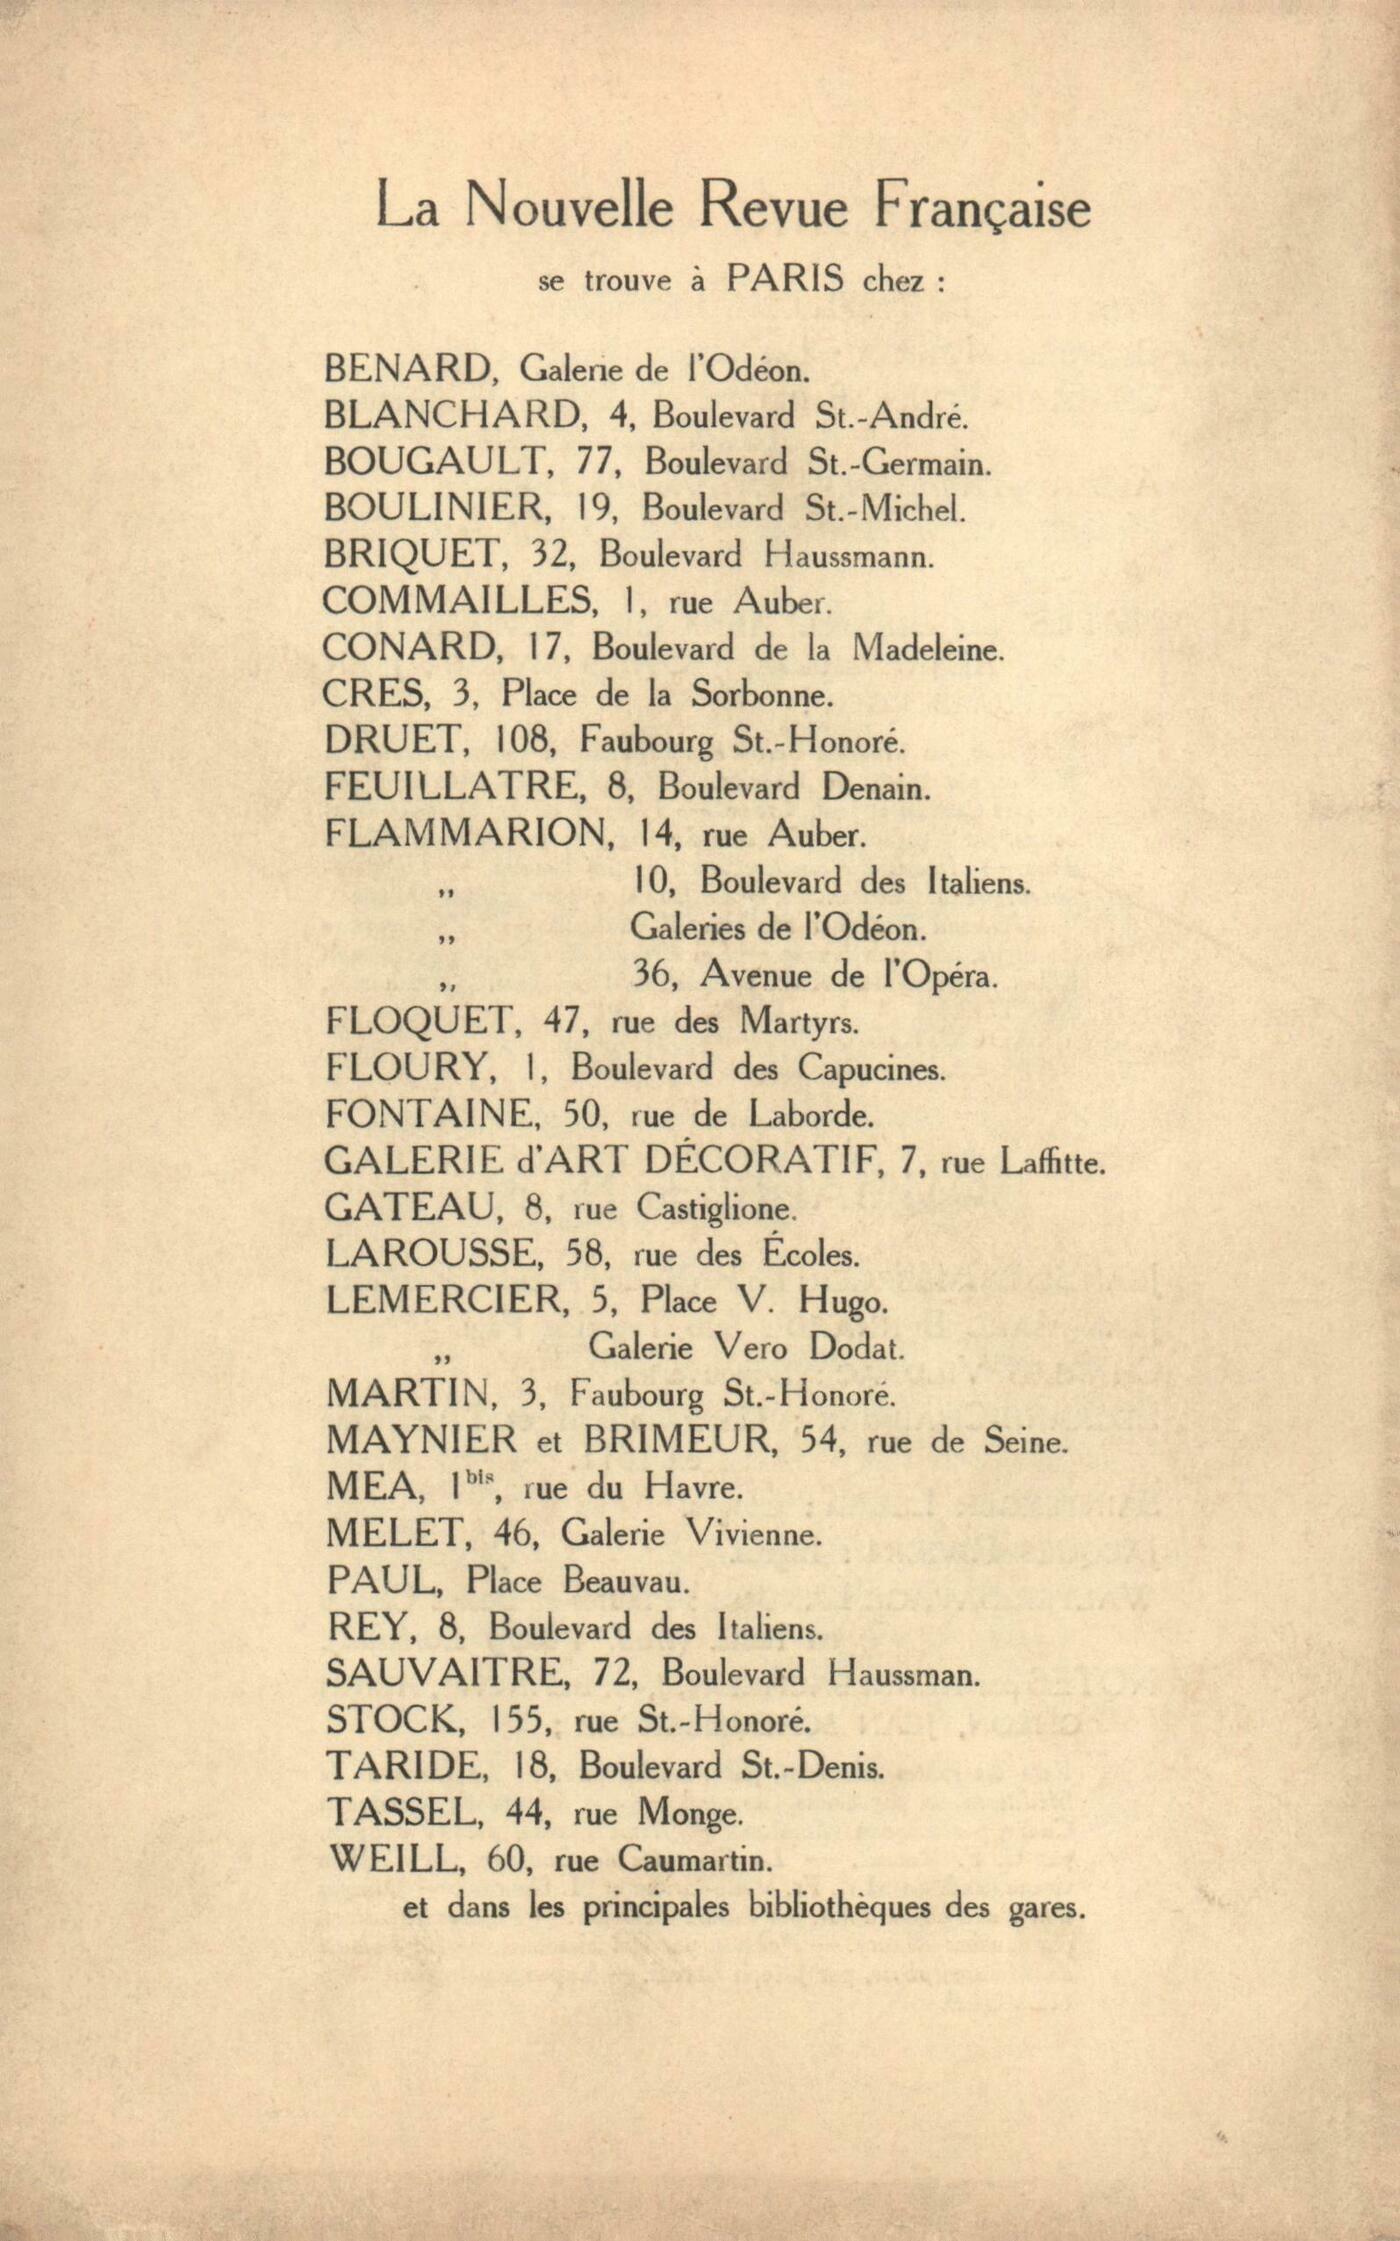 La Nouvelle Revue Française
se trouve à PARIS chez :
BENARD, Galerie de l'Odéon.
BLANCHARD, 4, Boulevard St.-André.
BOUGAULT, 77, Boulevard St.-Germain.
BOULINIER, 19, Boulevard St.-Michel.
BRIQUET, 32, Boulevard Haussmann.
COMMAILLES, 1, rue Auber.
CONARD, 17, Boulevard de la Madeleine.
CRES, 3, Place de la Sorbonne.
DRUET, 108, Faubourg St.-Honoré.
FEUILLATRE, 8, Boulevard Denain.
FLAMMARION, 14, rue Auber.
„ 10, Boulevard des Italiens.
„ Galeries de l'Odéon.
„ 36, Avenue de l'Opéra.
FLOQUET, 47, rue des Martyrs.
FLOURY, 1, Boulevard des Capucines.
FONTAINE, 50, rue de Laborde.
GALERIE d'ART DÉCORATIF, 7, rue Laffitte.
GATEAU, 8, rue Castiglione.
LAROUSSE, 58, rue des Écoles.
LEMERCIER, 5, Place V. Hugo.
„ Galerie Vero Dodat.
MARTIN, 3, Faubourg St.-Honoré.
MAYNIER et BRIMEUR, 54, rue de Seine.
MEA, 1bis, rue du Havre.
MELET, 46, Galerie Vivienne.
PAUL, Place Beauvau.
REY, 8, Boulevard des Italiens.
SAUVAITRE, 72, Boulevard Haussman.
STOCK, 155, rue St.-Honoré.
TARIDE, 18, Boulevard St.-Denis.
TASSEL, 44, rue Monge.
WEILL, 60, rue Caumartin.
et dans les principales bibliothèques des gares.